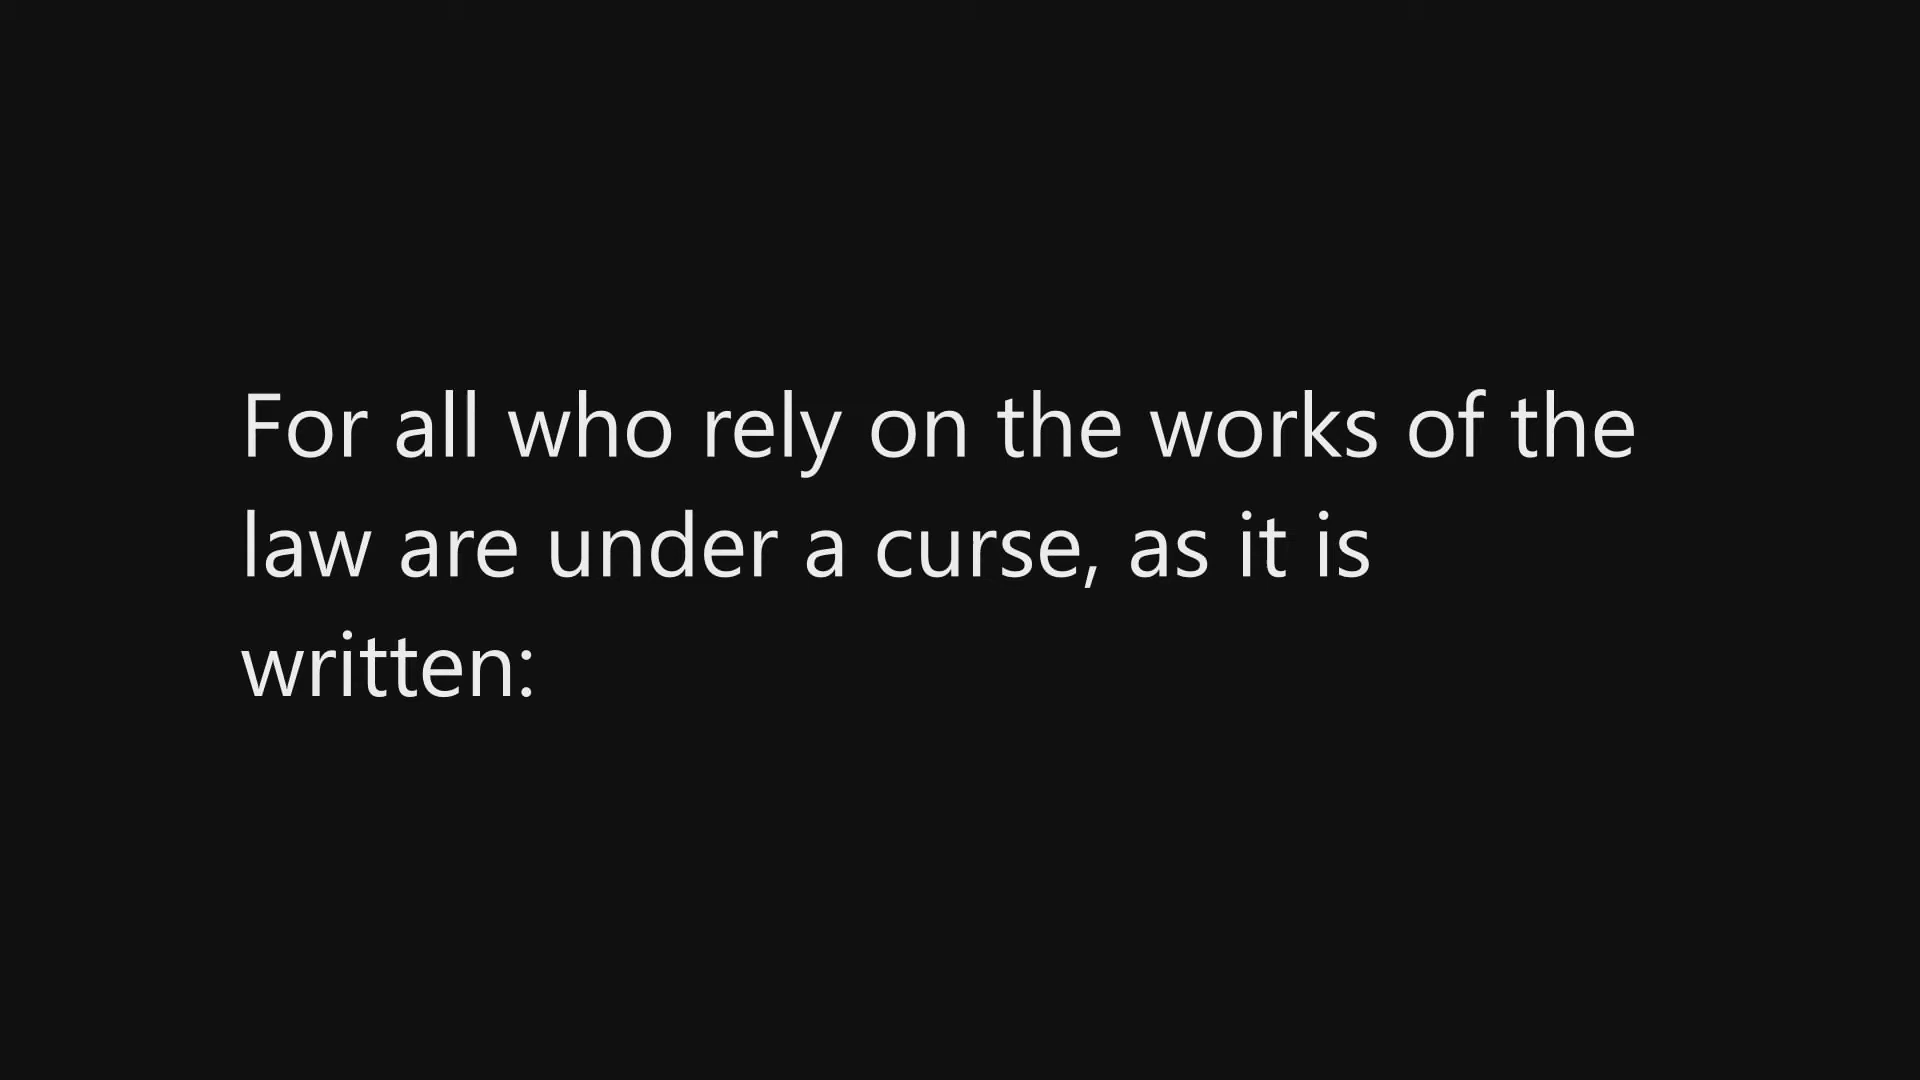 For all who rely on the works of the
law are under a curse, as it is
written: